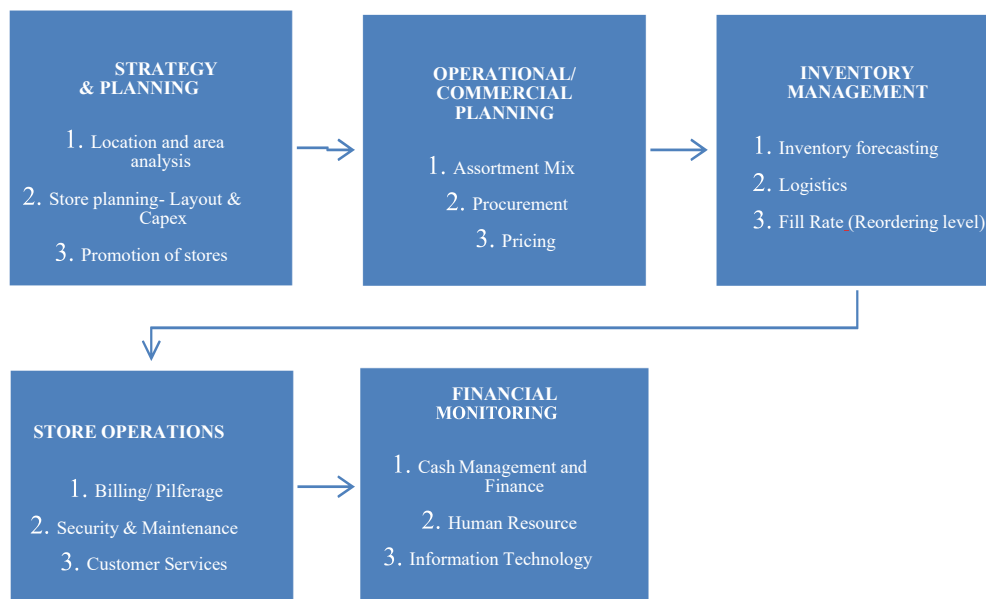 STRATEGY
& PLANNING
1. Location and area
analysis
2. Store planning- Layout &
Capex
3. Promotion of stores
OPERATIONAL/
COMMERCIAL
PLANNING
1. Assortment Mix
2. Procurement
3. Pricing
INVENTORY
MANAGEMENT
1. Inventory forecasting
2. Logistics
3. Fill Rate (Reordering level)
STORE OPERATIONS
1. Billing/ Pilferage
2. Security & Maintenance
3. Customer Services
FINANCIAL
MONITORING
1. Cash Management and
Finance
2. Human Resource
3. Information Technology